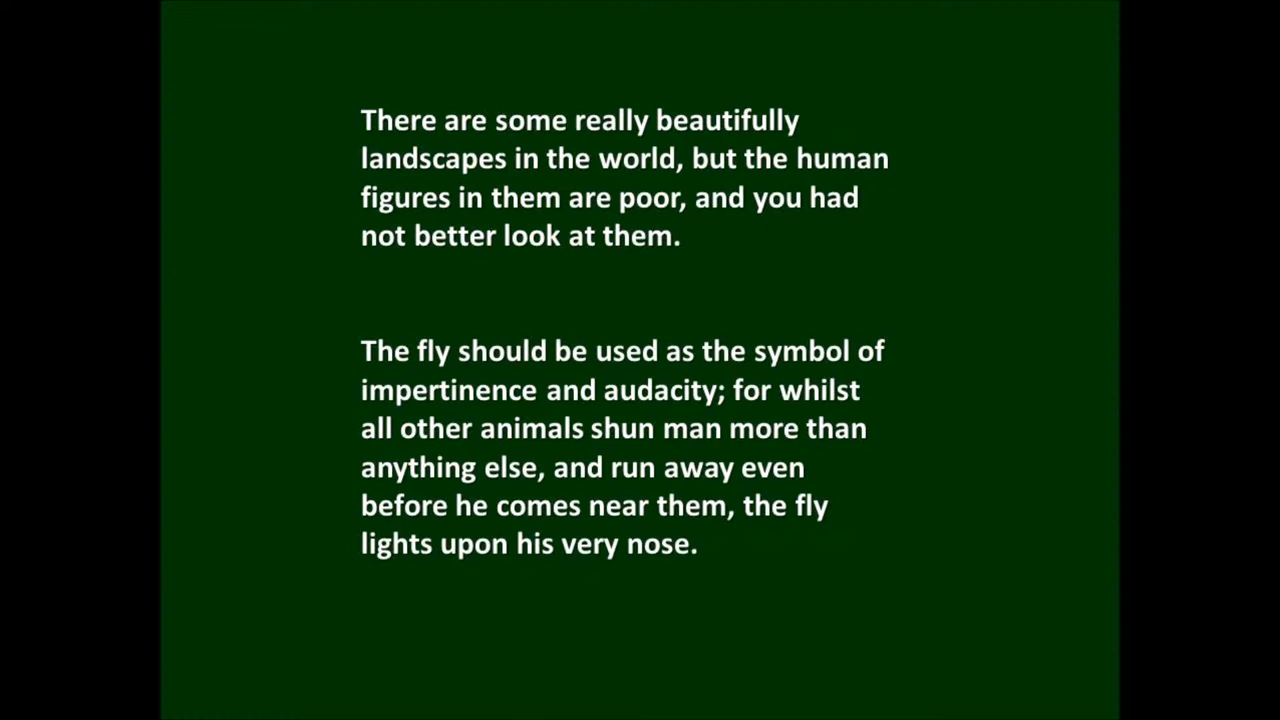 There are some really beautifully
landscapes in the world, but the human
figures in them are poor, and you had
not better look at them.
The fly should be used as the symbol of
impertinence and audacity; for whilst
all other animals shun man more than
anything else, and run away even
before he comes near them, the fly
lights upon his very nose.